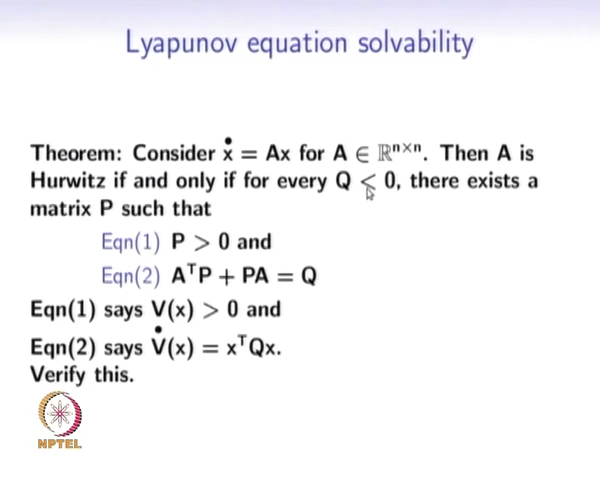 Lyapunov equation solvability
Theorem: Consider ẋ = Ax for A ∈ ℝⁿˣⁿ. Then A is
Hurwitz if and only if for every Q < 0, there exists a
matrix P such that
Eqn(1) P > 0 and
Eqn(2) AᵀP + PA = Q
Eqn(1) says V(x) > 0 and
Eqn(2) says V̇(x) = xᵀQx.
Verify this.
NPTEL